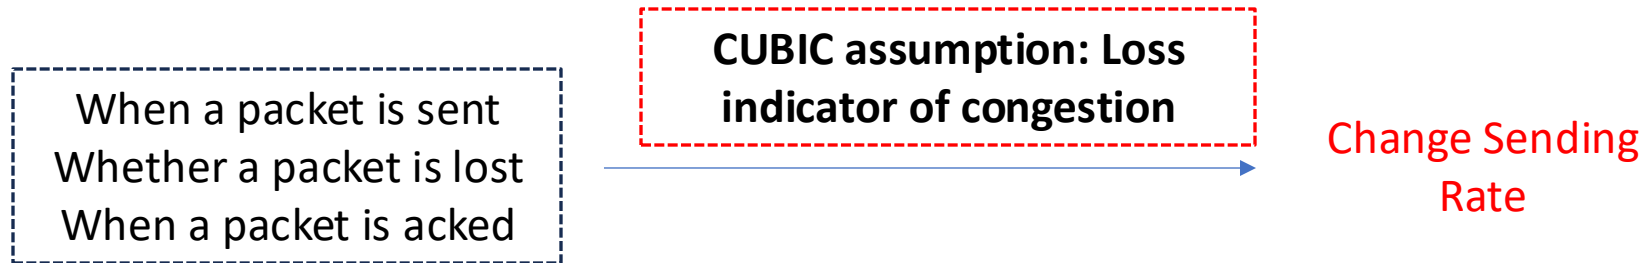 When a packet is sent
Whether a packet is lost
When a packet is acked
CUBIC assumption: Loss
indicator of congestion
Change Sending
Rate